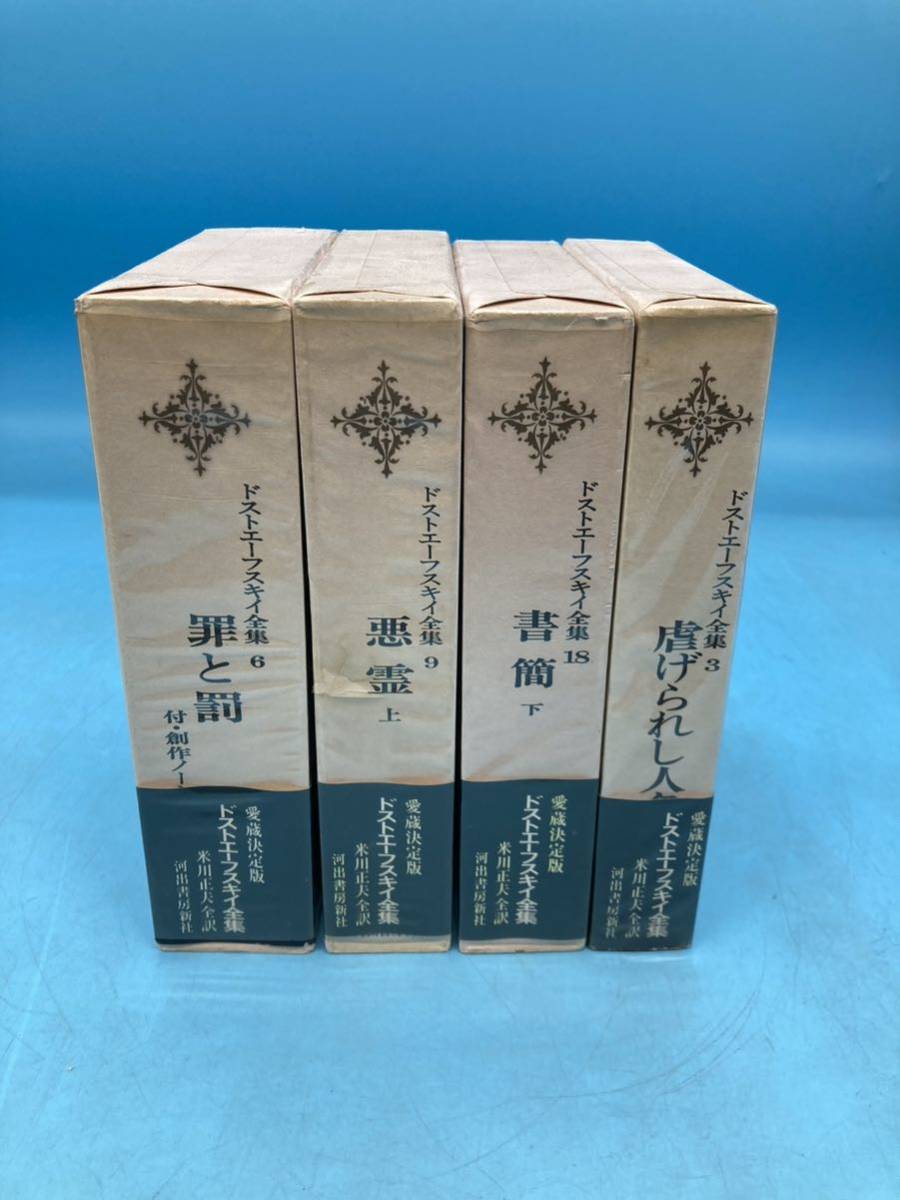 ドストエーフスキイ全集 6
罪と罰
付・創作ノー
愛蔵決定版
ドストエーフスキイ全集
米川正夫全訳
河出書房新社
ドストエーフスキイ全集 9
悪霊
上
愛蔵決定版
ドストエーフスキイ全集
米川正夫全訳
河出書房新社
ドストエーフスキイ全集 18
書簡
下
愛蔵決定版
ドストエーフスキイ全集
米川正夫全訳
河出書房新社
ドストエーフスキイ全集 3
虐げられし人
愛蔵決定版
ドストエーフスキイ全集
米川正夫全訳
河出書房新社